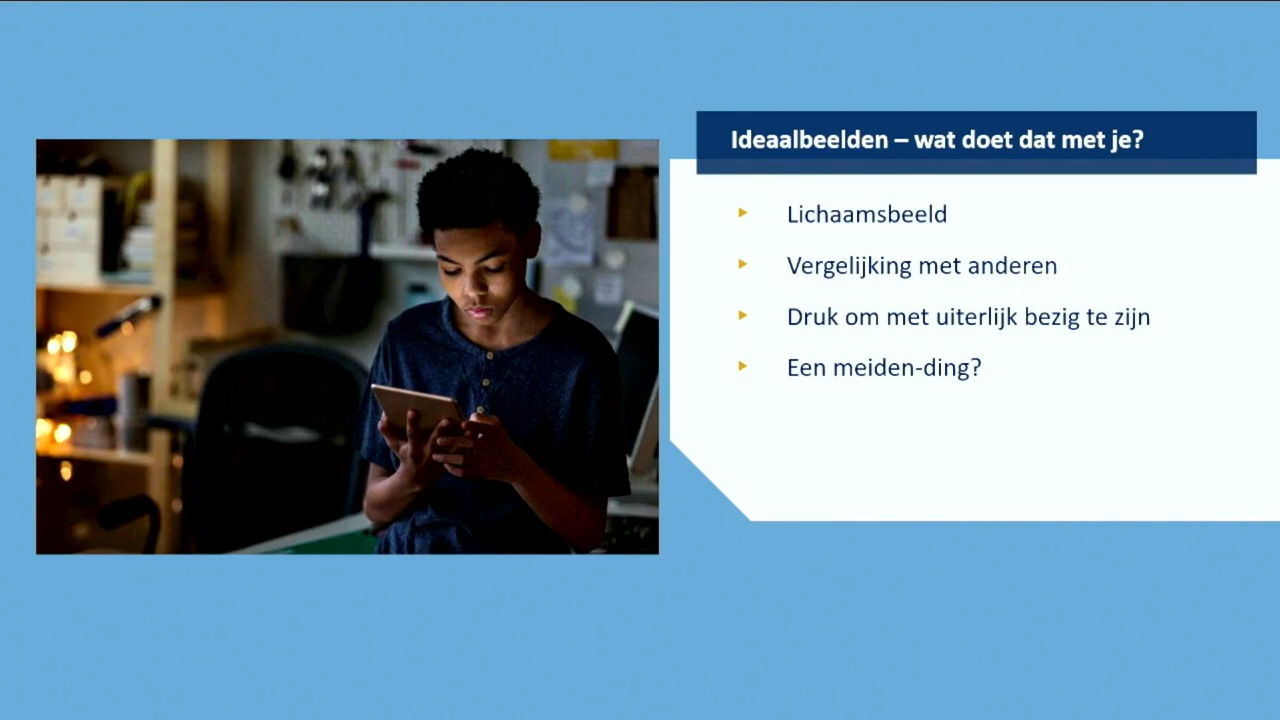 Ideaalbeelden – wat doet dat met je?
Lichaamsbeeld
Vergelijking met anderen
Druk om met uiterlijk bezig te zijn
Een meiden-ding?